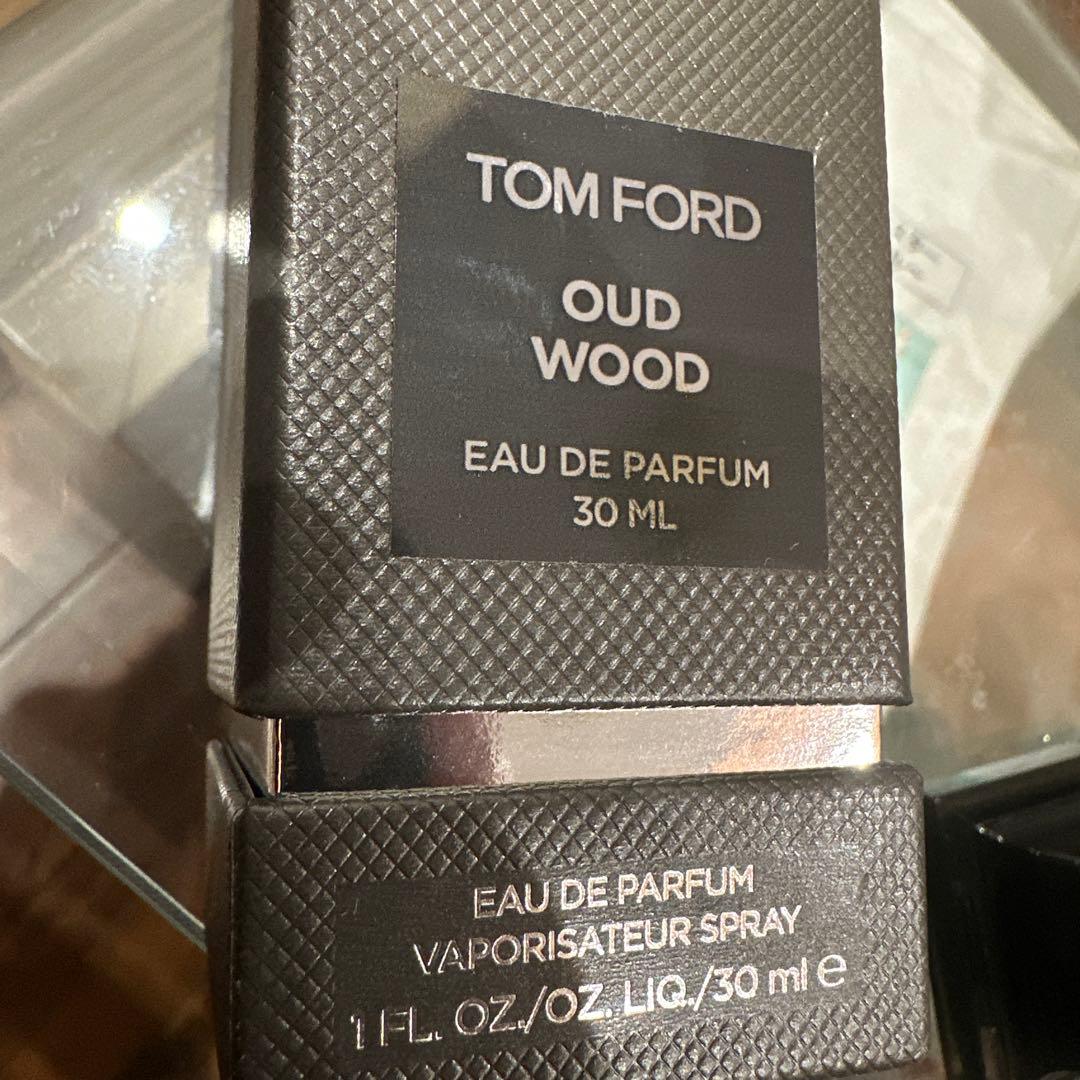 TOM FORD
OUD
WOOD
EAU DE PARFUM
30 ML
EAU DE PARFUM
VAPORISATEUR SPRAY
1 FL. OZ./OZ. LIQ./30 ml e